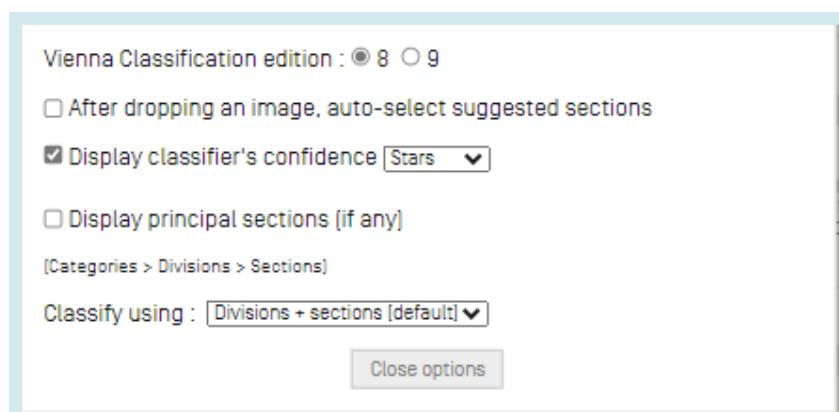 Vienna Classification edition : 8 9
After dropping an image, auto-select suggested sections
Display classifier's confidence Stars
Display principal sections (if any)
[Categories > Divisions > Sections]
Classify using : Divisions + sections [default]
Close options